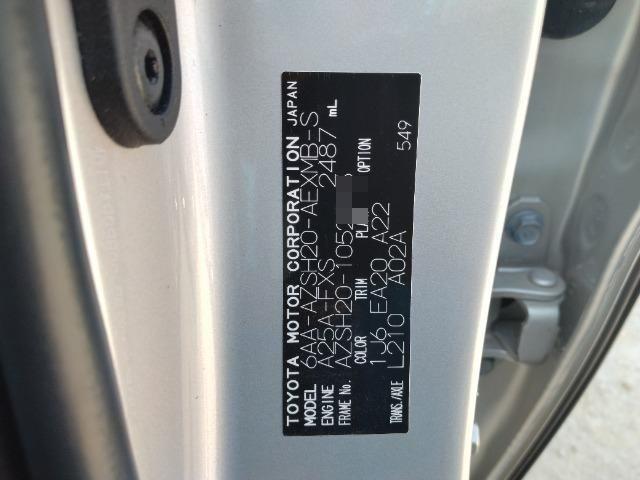 TOYOTA MOTOR CORPORATION JAPAN
MODEL 6AA-AZSH20-AEXMB-S
ENGINE A25A-FXS 2487 mL
FRAME No. AZSH20-1052
COLOR TRIM OPTION
1J6 EA20 A22 549
TRANS./AXLE L210 A02A